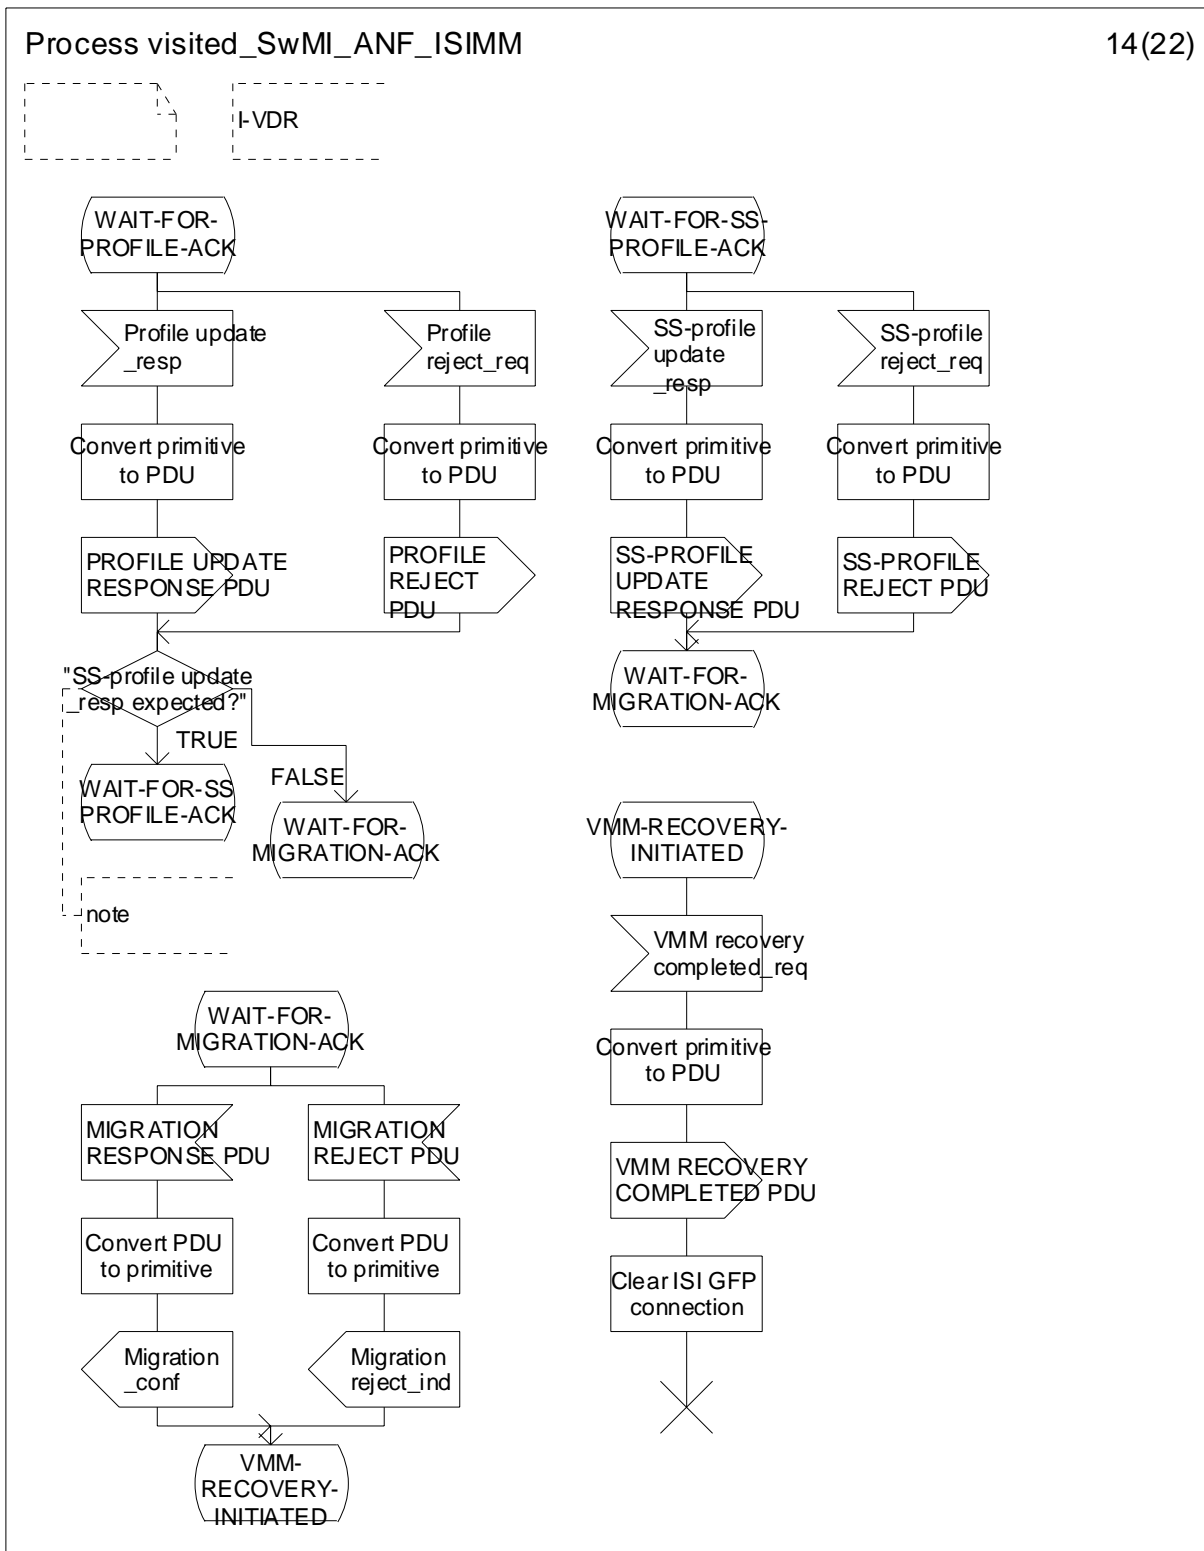 Process visited_SwMI_ANF_ISIMM
14(22)
I-VDR
WAIT-FOR-
PROFILE-ACK
Profile update
_resp
Profile
reject_req
Convert primitive
to PDU
Convert primitive
to PDU
PROFILE UPDATE
RESPONSE PDU
PROFILE
REJECT
PDU
"SS-profile update
_resp expected?"
TRUE
FALSE
WAIT-FOR-SS
PROFILE-ACK
WAIT-FOR-
MIGRATION-ACK
note
WAIT-FOR-SS-
PROFILE-ACK
SS-profile
update
_resp
SS-profile
reject_req
Convert primitive
to PDU
Convert primitive
to PDU
SS-PROFILE
UPDATE
RESPONSE PDU
SS-PROFILE
REJECT PDU
WAIT-FOR-
MIGRATION-ACK
WAIT-FOR-
MIGRATION-ACK
MIGRATION
RESPONSE PDU
MIGRATION
REJECT PDU
Convert PDU
to primitive
Convert PDU
to primitive
Migration
_conf
Migration
reject_ind
VMM-
RECOVERY-
INITIATED
VMM-RECOVERY-
INITIATED
VMM recovery
completed_req
Convert primitive
to PDU
VMM RECOVERY
COMPLETED PDU
Clear ISI GFP
connection